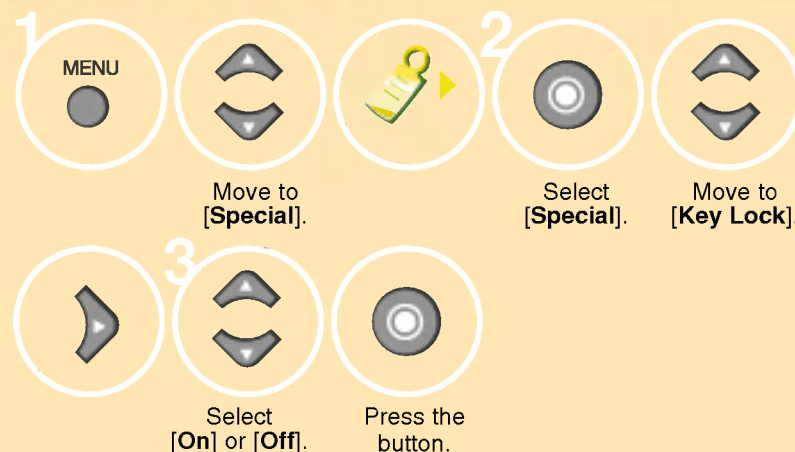 1
MENU
Move to
[Special].
2
Select
[Special].
Move to
[Key Lock].
3
Select
[On] or [Off].
Press the
button.